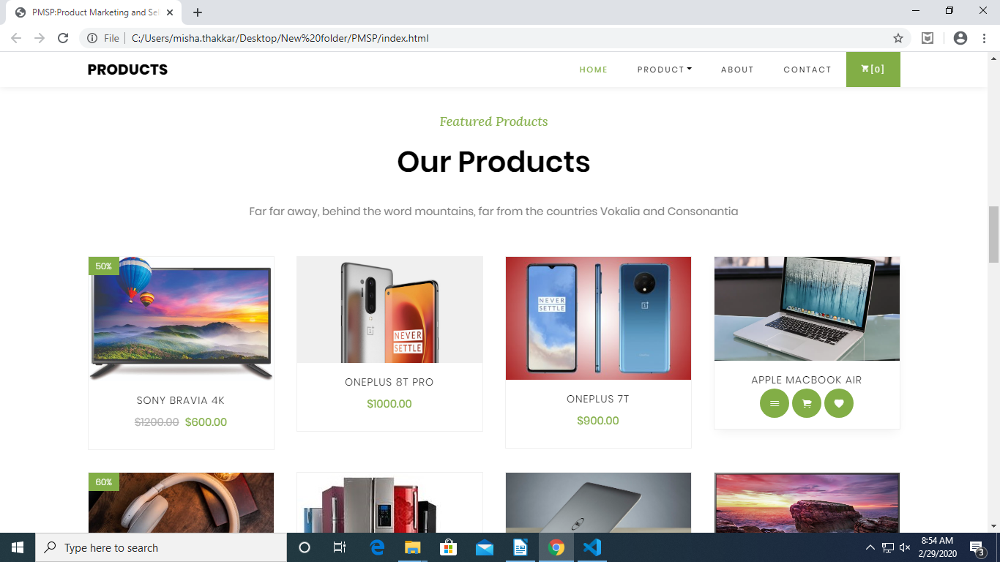 PMSP:Product Marketing and Sel
File
C:/Users/misha.thakkar/Desktop/New%20folder/PMSP/index.html
PRODUCTS
HOME PRODUCT ABOUT CONTACT [0]
Featured Products
Our Products
Far far away, behind the word mountains, far from the countries Vokalia and Consonantia
50%
NEVER SETTLE
NEVER SETTLE
SONY BRAVIA 4K
$1200.00 $600.00
ONEPLUS 8T PRO
$1000.00
ONEPLUS 7T
$900.00
APPLE MACBOOK AIR
60%
Type here to search
8:54 AM
2/29/2020
3